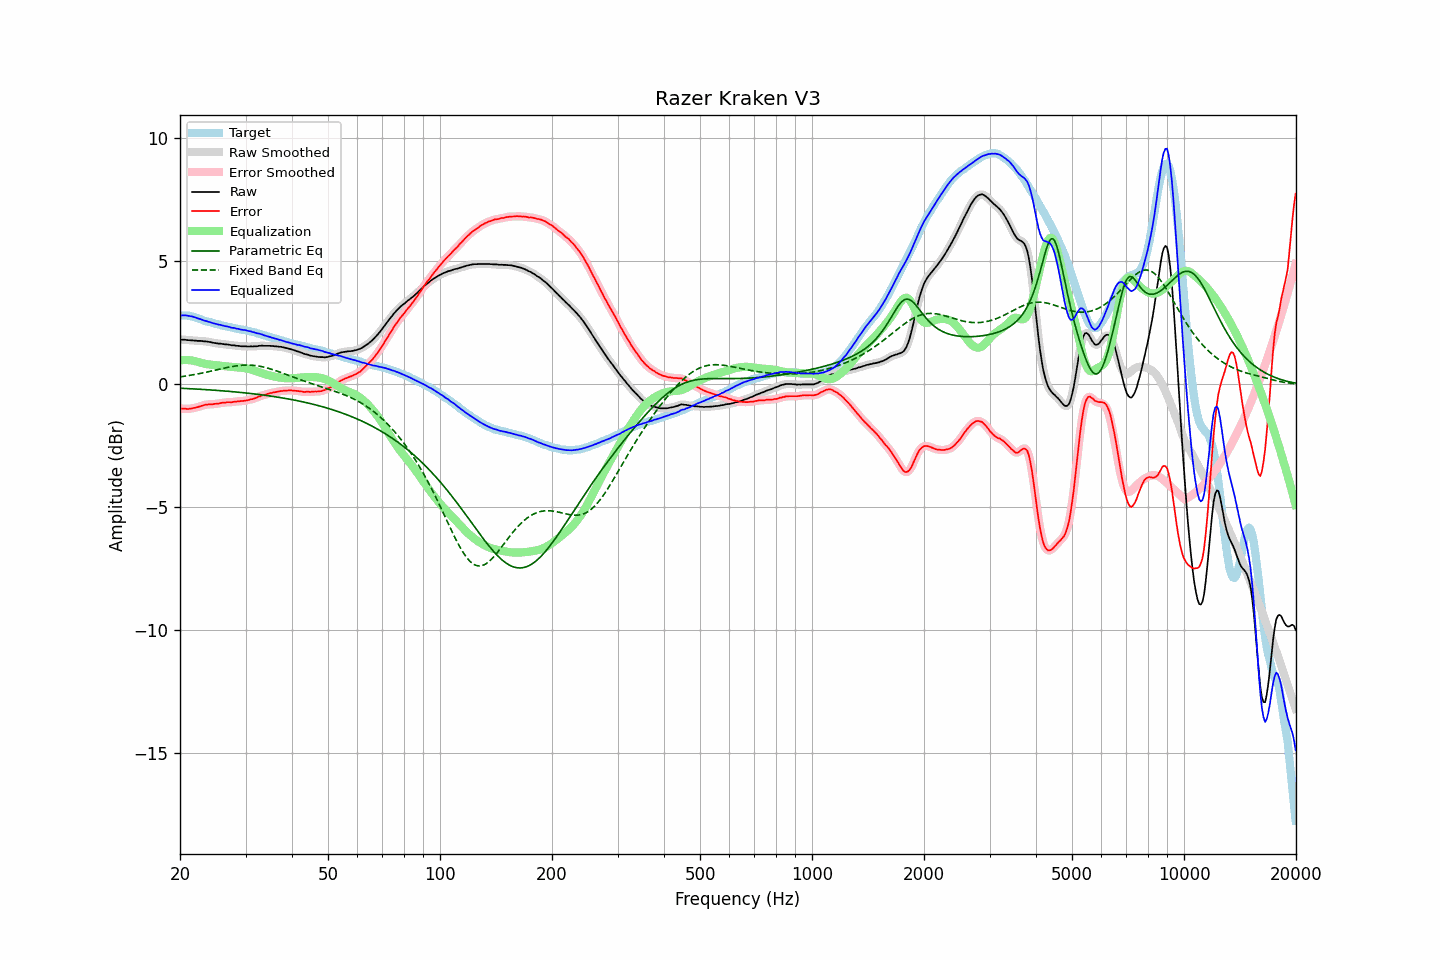 Razer Kraken V3
Target
Raw Smoothed
Error Smoothed
Raw
Error
Equalization
Parametric Eq
Fixed Band Eq
Equalized
10
5
0
−5
−10
−15
Amplitude (dBr)
20
50
100
200
500
1000
2000
5000
10000
20000
Frequency (Hz)